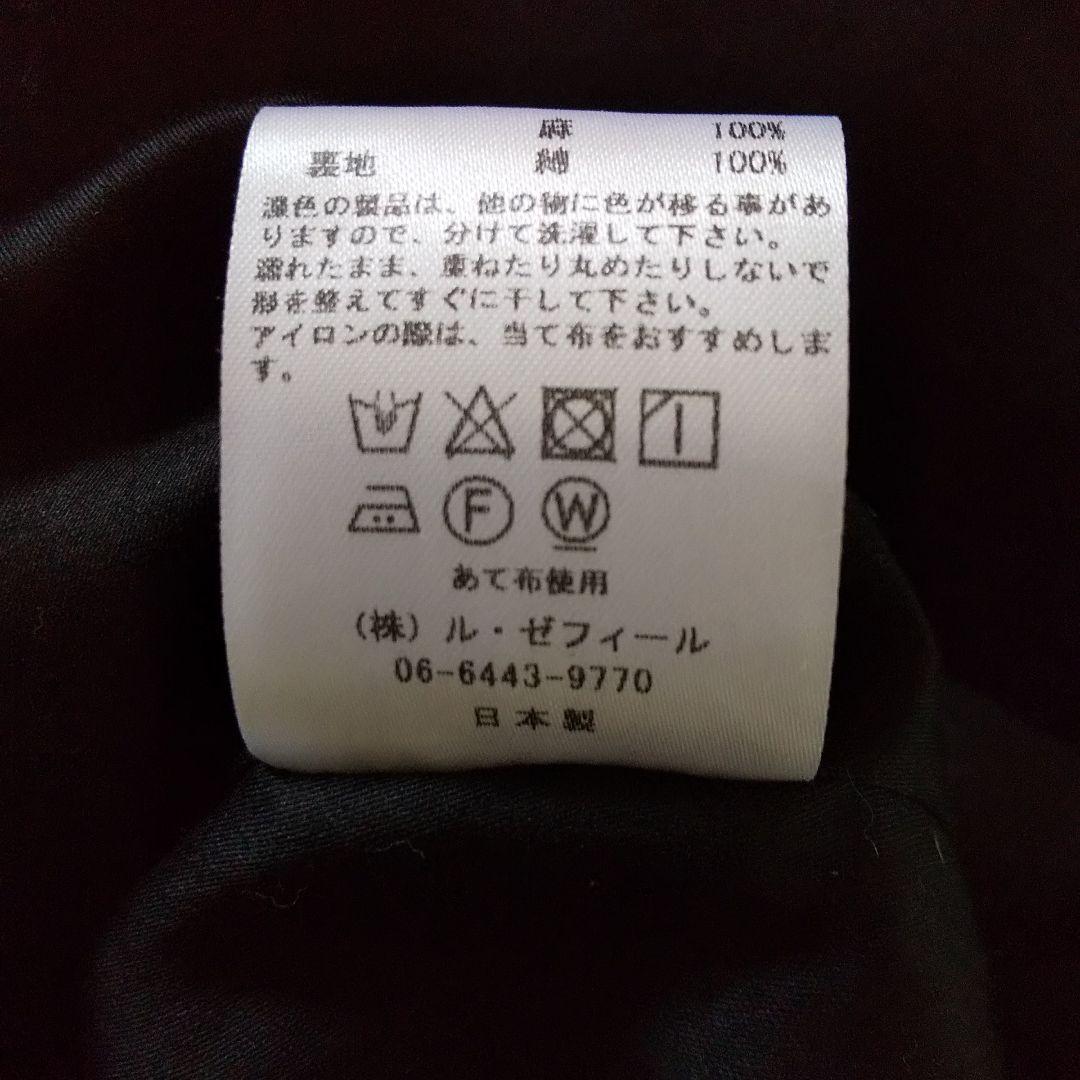 麻 100%
裏地 綿 100%
濃色の製品は、他の物に色が移る事があ
りますので、分けて洗濯して下さい。
濡れたまま、重ねたり丸めたりしないで
形を整えてすぐに干して下さい。
アイロンの際は、当て布をおすすめしま
す。
F W
あて布使用
(株)ル・ゼフィール
06-6443-9770
日本製